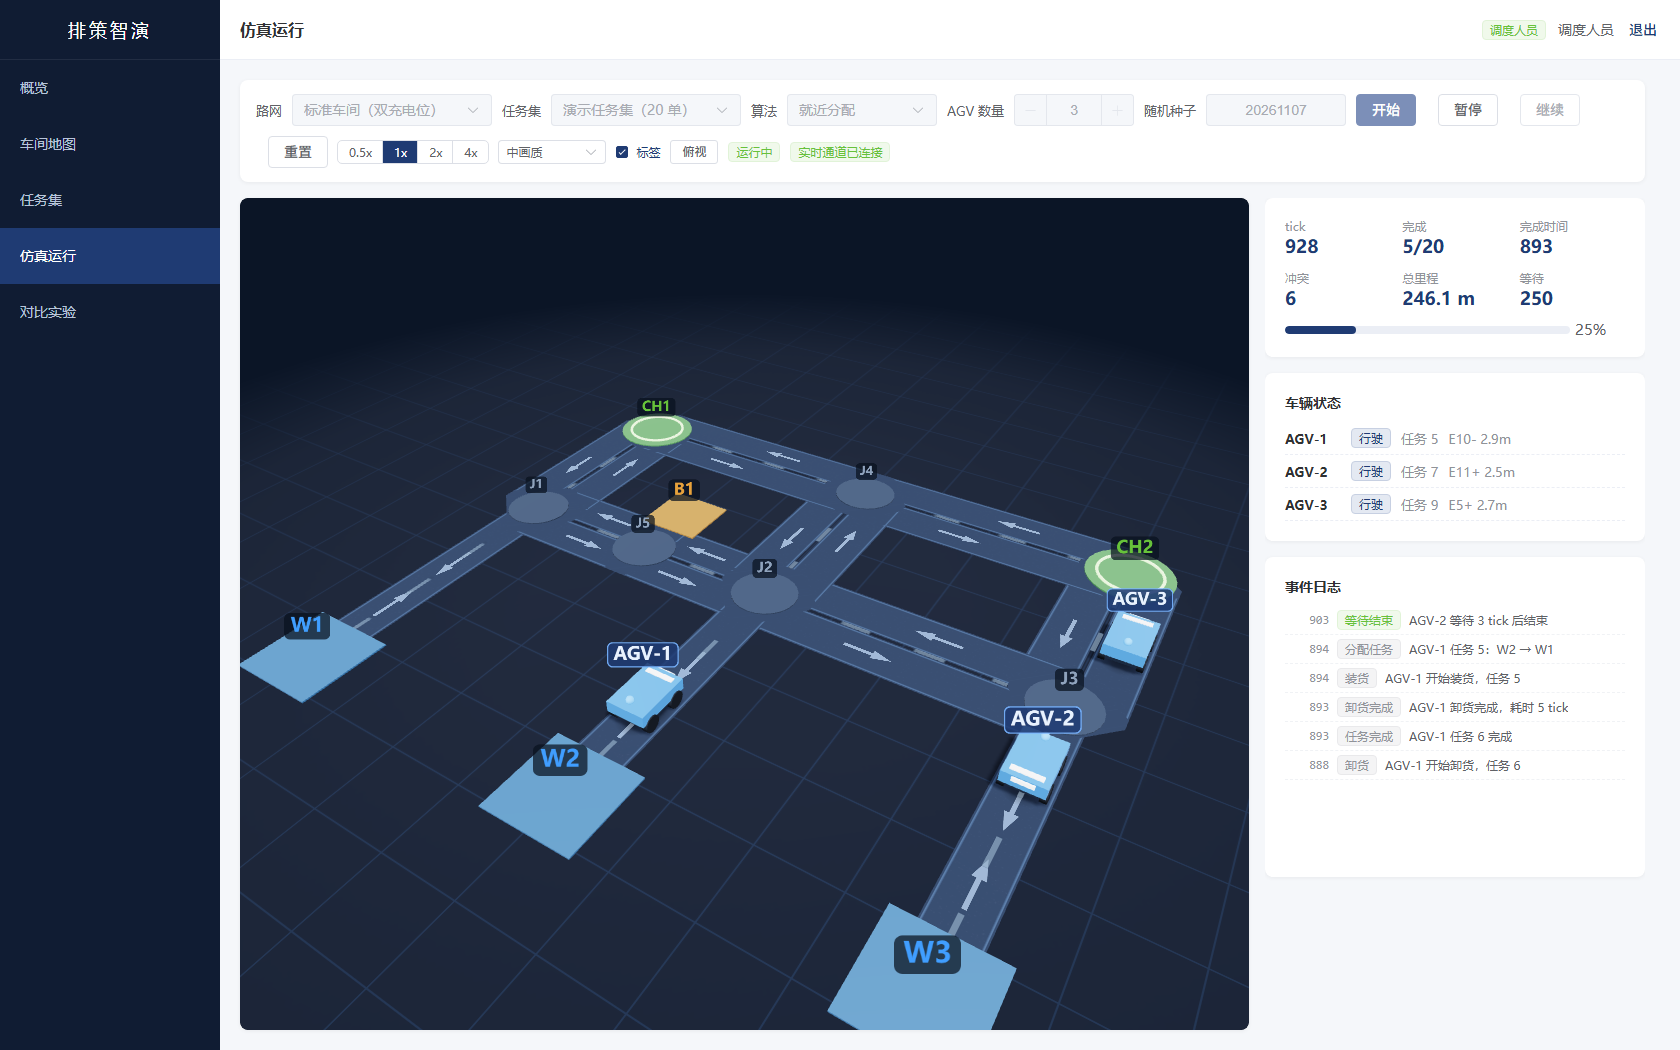 排策智演
仿真运行
调度人员 调度人员 退出
概览
车间地图
任务集
仿真运行
对比实验
路网 标准车间（双充电位） 任务集 演示任务集（20 单） 算法 就近分配 AGV 数量 3 随机种子 20261107 开始 暂停 继续
重置 0.5x 1x 2x 4x 中画质 标签 俯视 运行中 实时通道已连接
CH1
J1
J4
B1
J5
J2
CH2
AGV-3
W1
AGV-1
J3
AGV-2
W2
W3
tick 完成 完成时间
928 5/20 893
冲突 总里程 等待
6 246.1 m 250
25%
车辆状态
AGV-1 行驶 任务 5 E10- 2.9m
AGV-2 行驶 任务 7 E11+ 2.5m
AGV-3 行驶 任务 9 E5+ 2.7m
事件日志
903 等待结束 AGV-2 等待 3 tick 后结束
894 分配任务 AGV-1 任务 5：W2 → W1
894 装货 AGV-1 开始装货，任务 5
893 卸货完成 AGV-1 卸货完成，耗时 5 tick
893 任务完成 AGV-1 任务 6 完成
888 卸货 AGV-1 开始卸货，任务 6